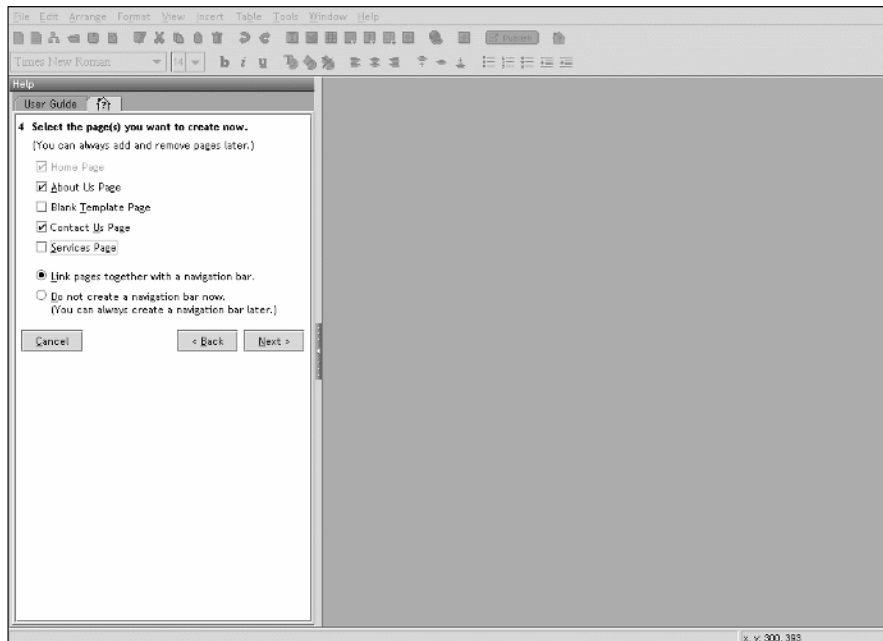 File Edit Arrange Format View Insert Table Tools Window Help
Publish
Times New Roman 14 b i u
Help
User Guide
4 Select the page(s) you want to create now.
(You can always add and remove pages later.)
Home Page
About Us Page
Blank Template Page
Contact Us Page
Services Page
Link pages together with a navigation bar.
Do not create a navigation bar now.
(You can always create a navigation bar later.)
Cancel < Back Next >
x, y: 300, 393